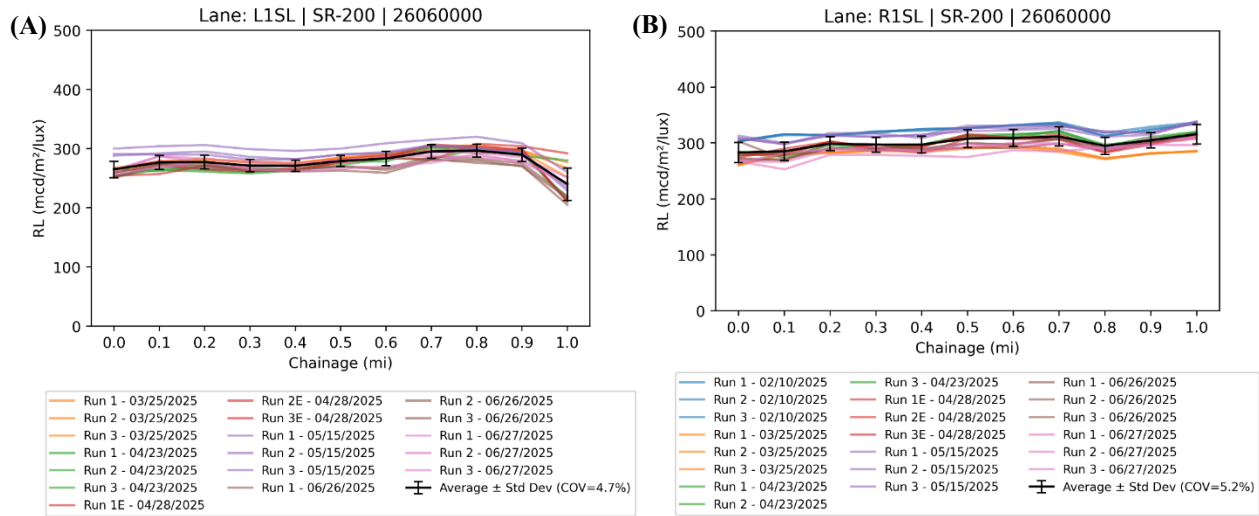 (A)
Lane: L1SL | SR-200 | 26060000
500
400
300
200
100
0
RL (mcd/m²/lux)
0.0 0.1 0.2 0.3 0.4 0.5 0.6 0.7 0.8 0.9 1.0
Chainage (mi)
Run 1 - 03/25/2025
Run 2 - 03/25/2025
Run 3 - 03/25/2025
Run 1 - 04/23/2025
Run 2 - 04/23/2025
Run 3 - 04/23/2025
Run 1E - 04/28/2025
Run 2E - 04/28/2025
Run 3E - 04/28/2025
Run 1 - 05/15/2025
Run 2 - 05/15/2025
Run 3 - 05/15/2025
Run 1 - 06/26/2025
Run 2 - 06/26/2025
Run 3 - 06/26/2025
Run 1 - 06/27/2025
Run 2 - 06/27/2025
Run 3 - 06/27/2025
Average ± Std Dev (COV=4.7%)
(B)
Lane: R1SL | SR-200 | 26060000
500
400
300
200
100
0
RL (mcd/m²/lux)
0.0 0.1 0.2 0.3 0.4 0.5 0.6 0.7 0.8 0.9 1.0
Chainage (mi)
Run 1 - 02/10/2025
Run 2 - 02/10/2025
Run 3 - 02/10/2025
Run 1 - 03/25/2025
Run 2 - 03/25/2025
Run 3 - 03/25/2025
Run 1 - 04/23/2025
Run 2 - 04/23/2025
Run 3 - 04/23/2025
Run 1E - 04/28/2025
Run 2E - 04/28/2025
Run 3E - 04/28/2025
Run 1 - 05/15/2025
Run 2 - 05/15/2025
Run 3 - 05/15/2025
Run 1 - 06/26/2025
Run 2 - 06/26/2025
Run 3 - 06/26/2025
Run 1 - 06/27/2025
Run 2 - 06/27/2025
Run 3 - 06/27/2025
Average ± Std Dev (COV=5.2%)